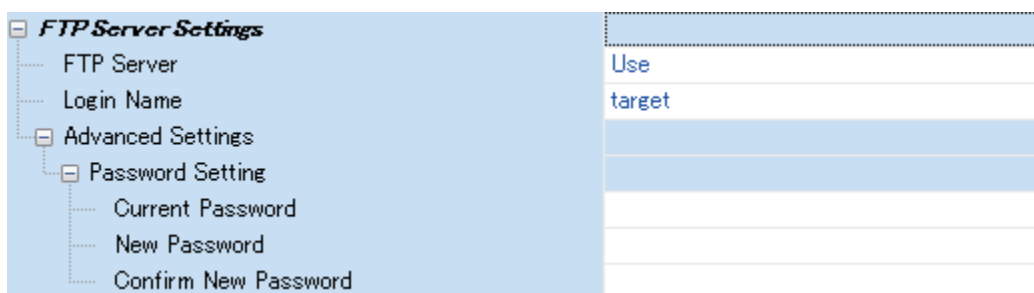 FTP Server Settings
FTP Server Use
Login Name target
Advanced Settings
Password Setting
Current Password
New Password
Confirm New Password